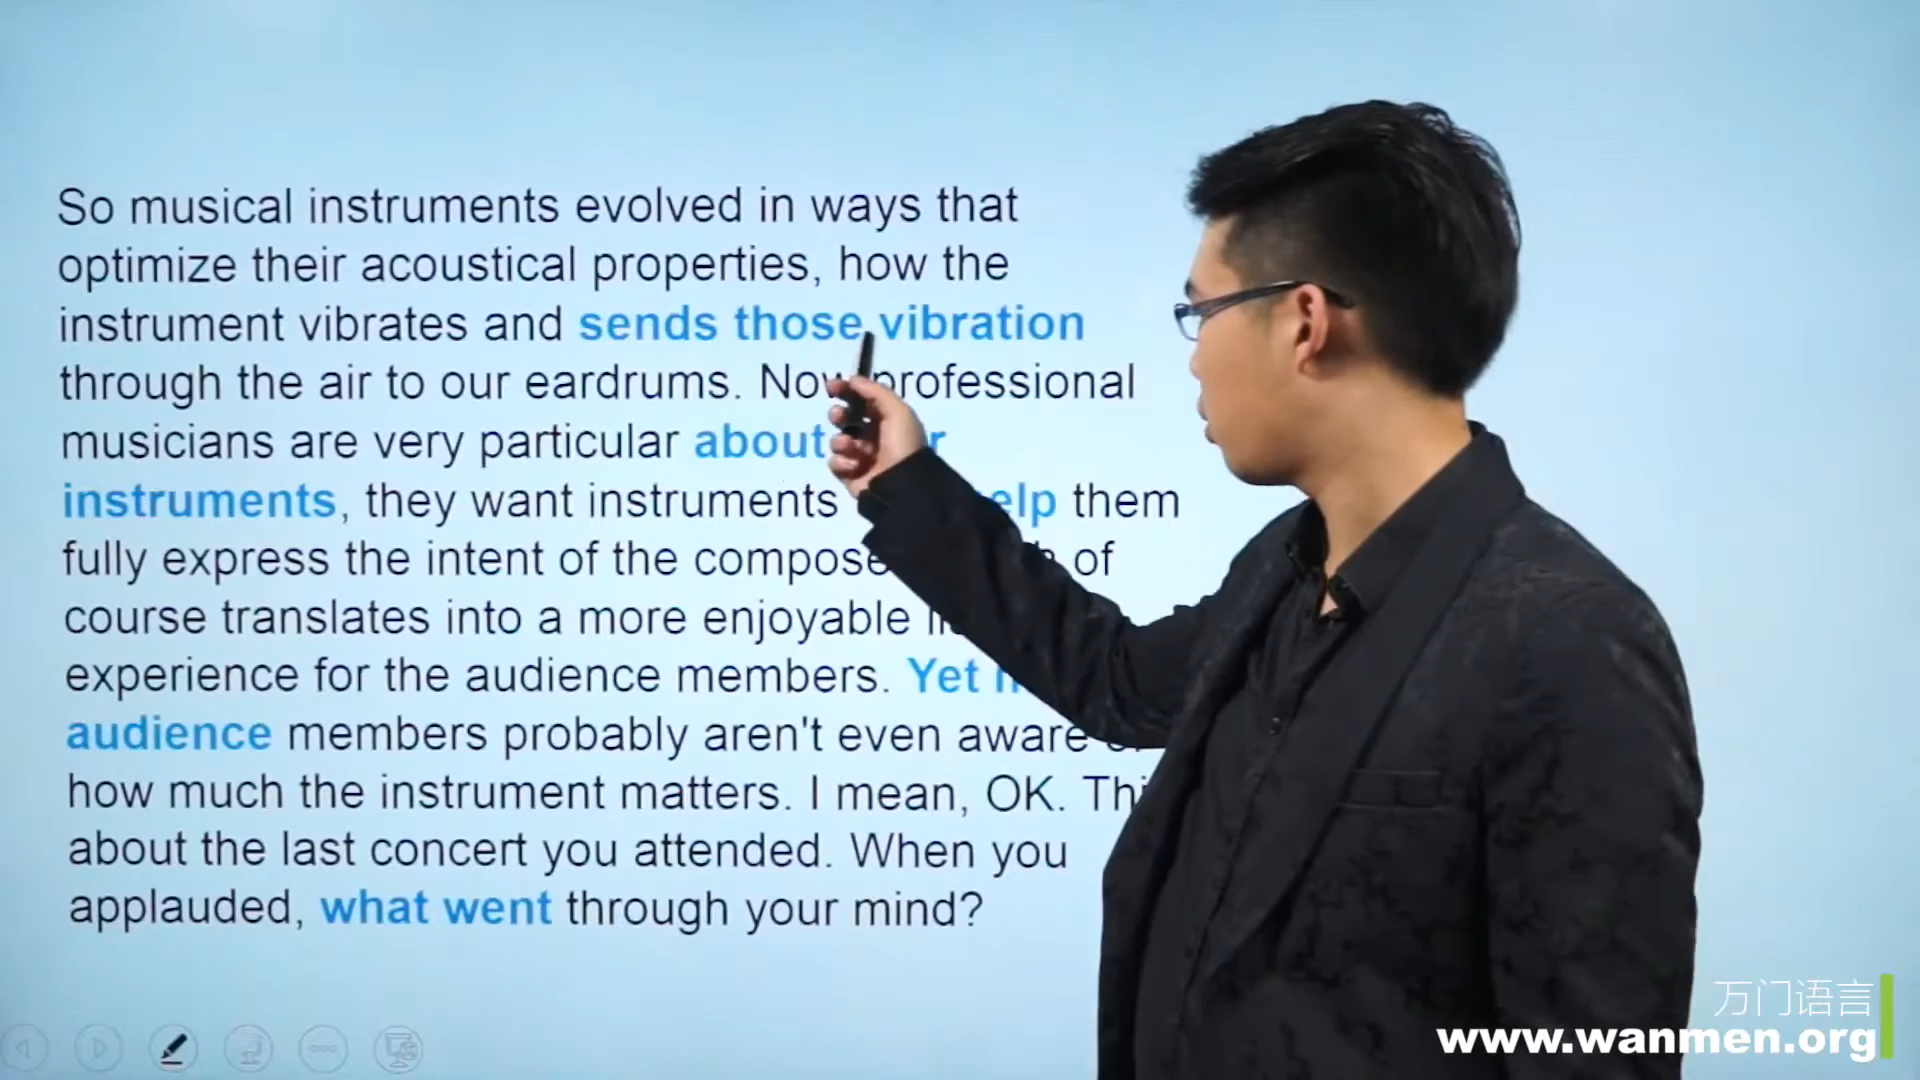 So musical instruments evolved in ways that
optimize their acoustical properties, how the
instrument vibrates and sends those vibration
through the air to our eardrums. Now professional
musicians are very particular about
instruments, they want instruments them
fully express the intent of the of
course translates into a more enjoyable
experience for the audience members. Yet
audience members probably aren't even aware
how much the instrument matters. I mean, OK.
about the last concert you attended. When you
applauded, what went through your mind?
万门语言
www.wanmen.org